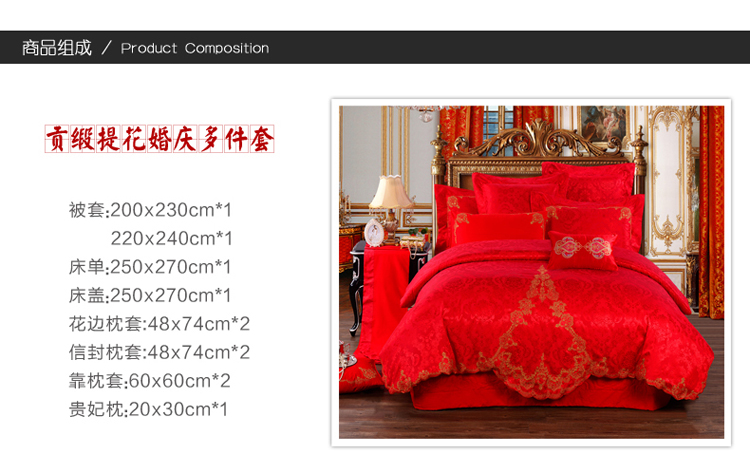 商品组成 / Product Composition
贡缎提花婚庆多件套
被套:200x230cm*1
220x240cm*1
床单:250x270cm*1
床盖:250x270cm*1
花边枕套:48x74cm*2
信封枕套:48x74cm*2
靠枕套:60x60cm*2
贵妃枕:20x30cm*1